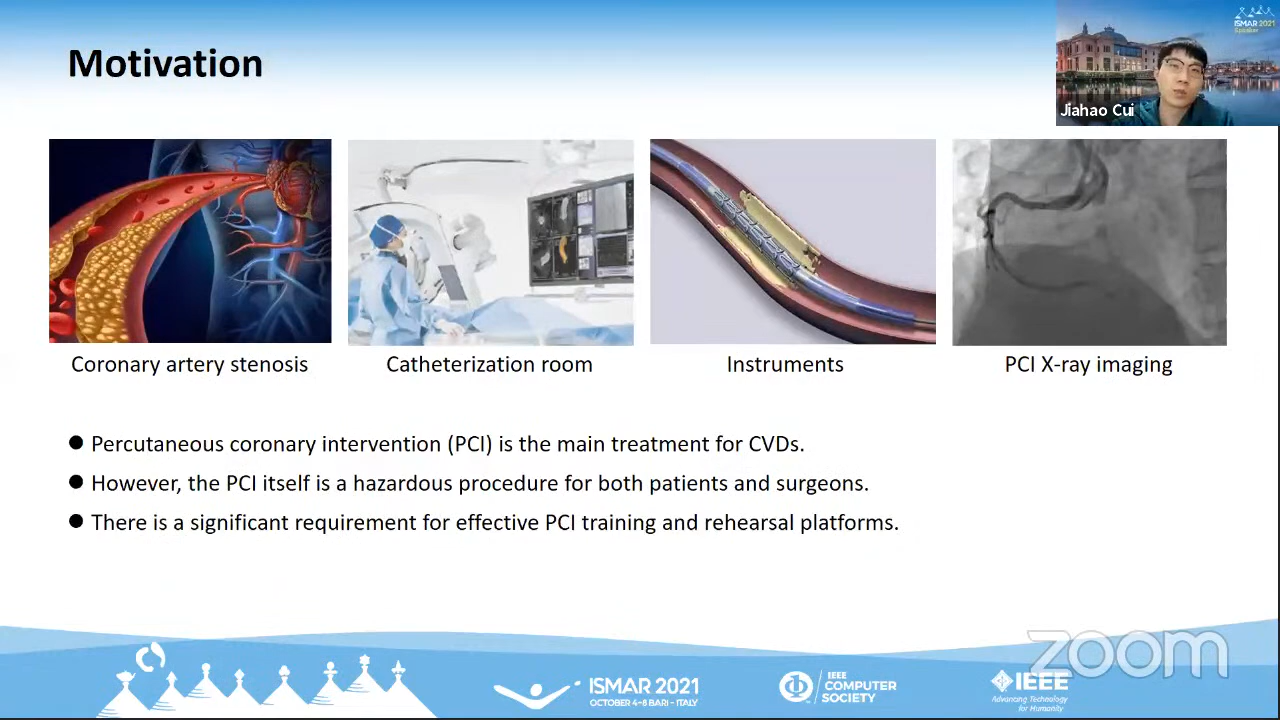 Motivation
ISMAR 2021
Speaker
Jiahao Cui
Coronary artery stenosis
Catheterization room
Instruments
PCI X-ray imaging
● Percutaneous coronary intervention (PCI) is the main treatment for CVDs.
● However, the PCI itself is a hazardous procedure for both patients and surgeons.
● There is a significant requirement for effective PCI training and rehearsal platforms.
zoom
ISMAR 2021
OCTOBER 4-8 BARI - ITALY
IEEE
COMPUTER
SOCIETY
IEEE
Advancing Technology
for Humanity